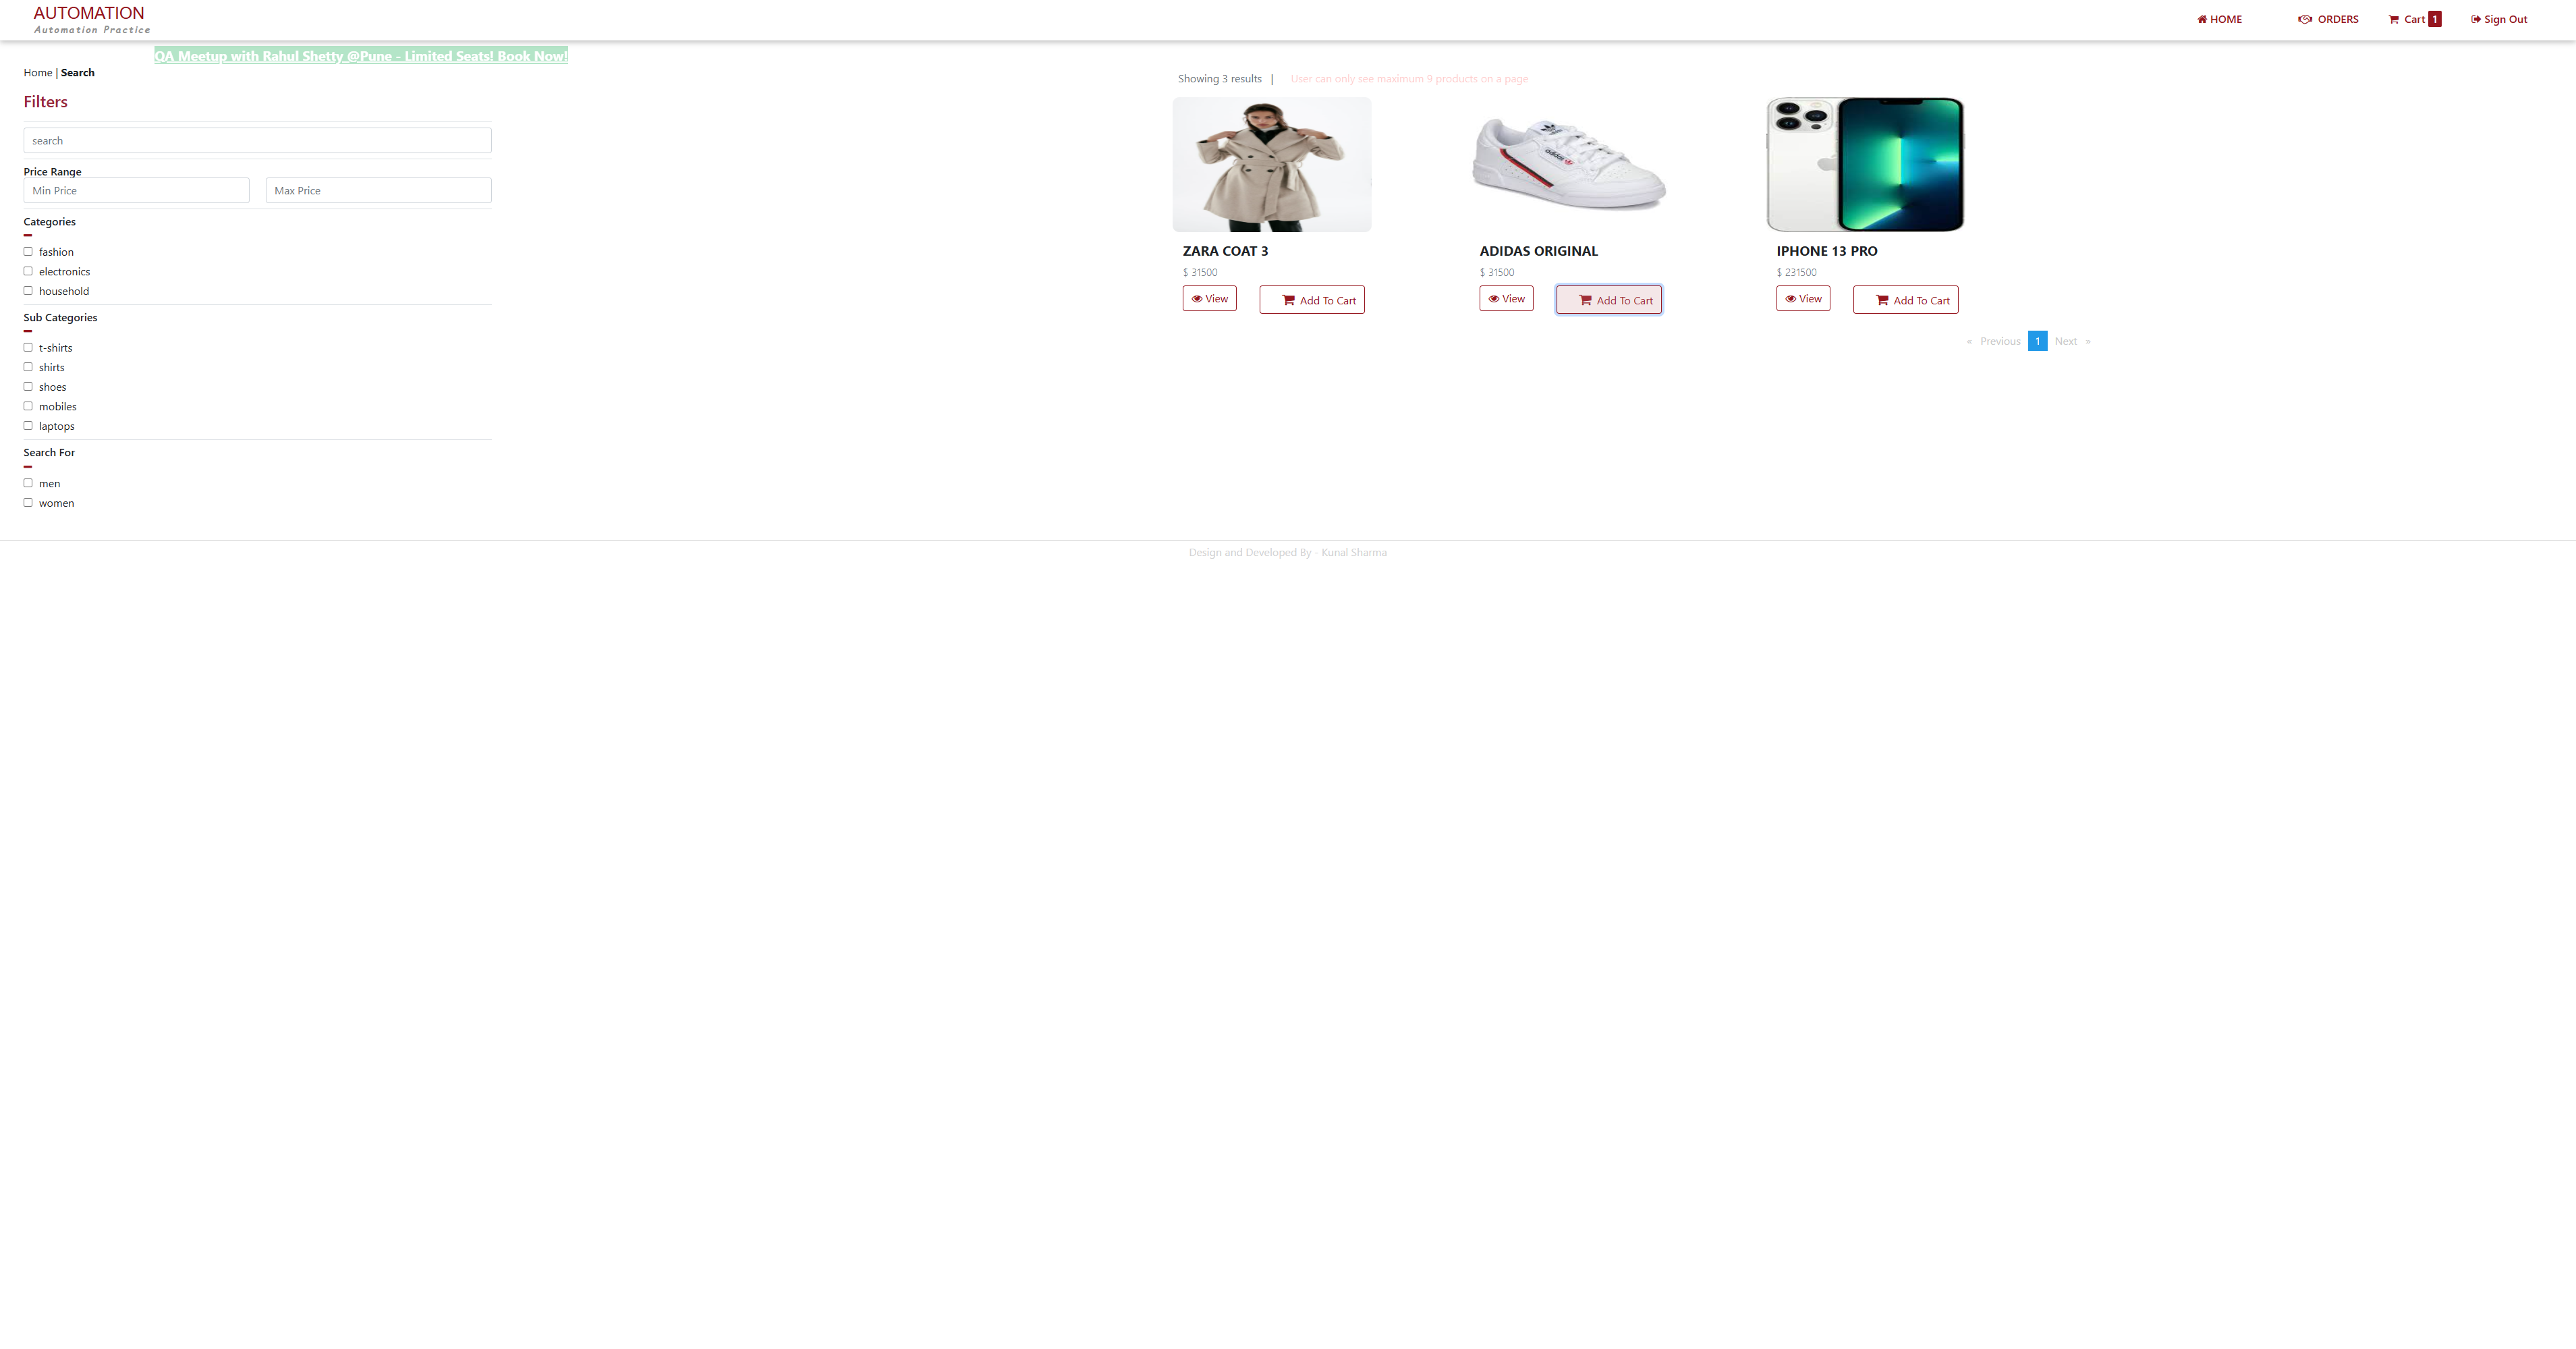 AUTOMATION
Automation Practice
HOME
ORDERS
Cart 1
Sign Out
QA Meetup with Rahul Shetty @Pune - Limited Seats! Book Now!
Home | Search
Filters
search
Price Range
Min Price
Max Price
Categories
fashion
electronics
household
Sub Categories
t-shirts
shirts
shoes
mobiles
laptops
Search For
men
women
Showing 3 results |
User can only see maximum 9 products on a page
adidas
ZARA COAT 3
$ 31500
View
Add To Cart
ADIDAS ORIGINAL
$ 31500
View
Add To Cart
IPHONE 13 PRO
$ 231500
View
Add To Cart
« Previous 1 Next »
Design and Developed By - Kunal Sharma